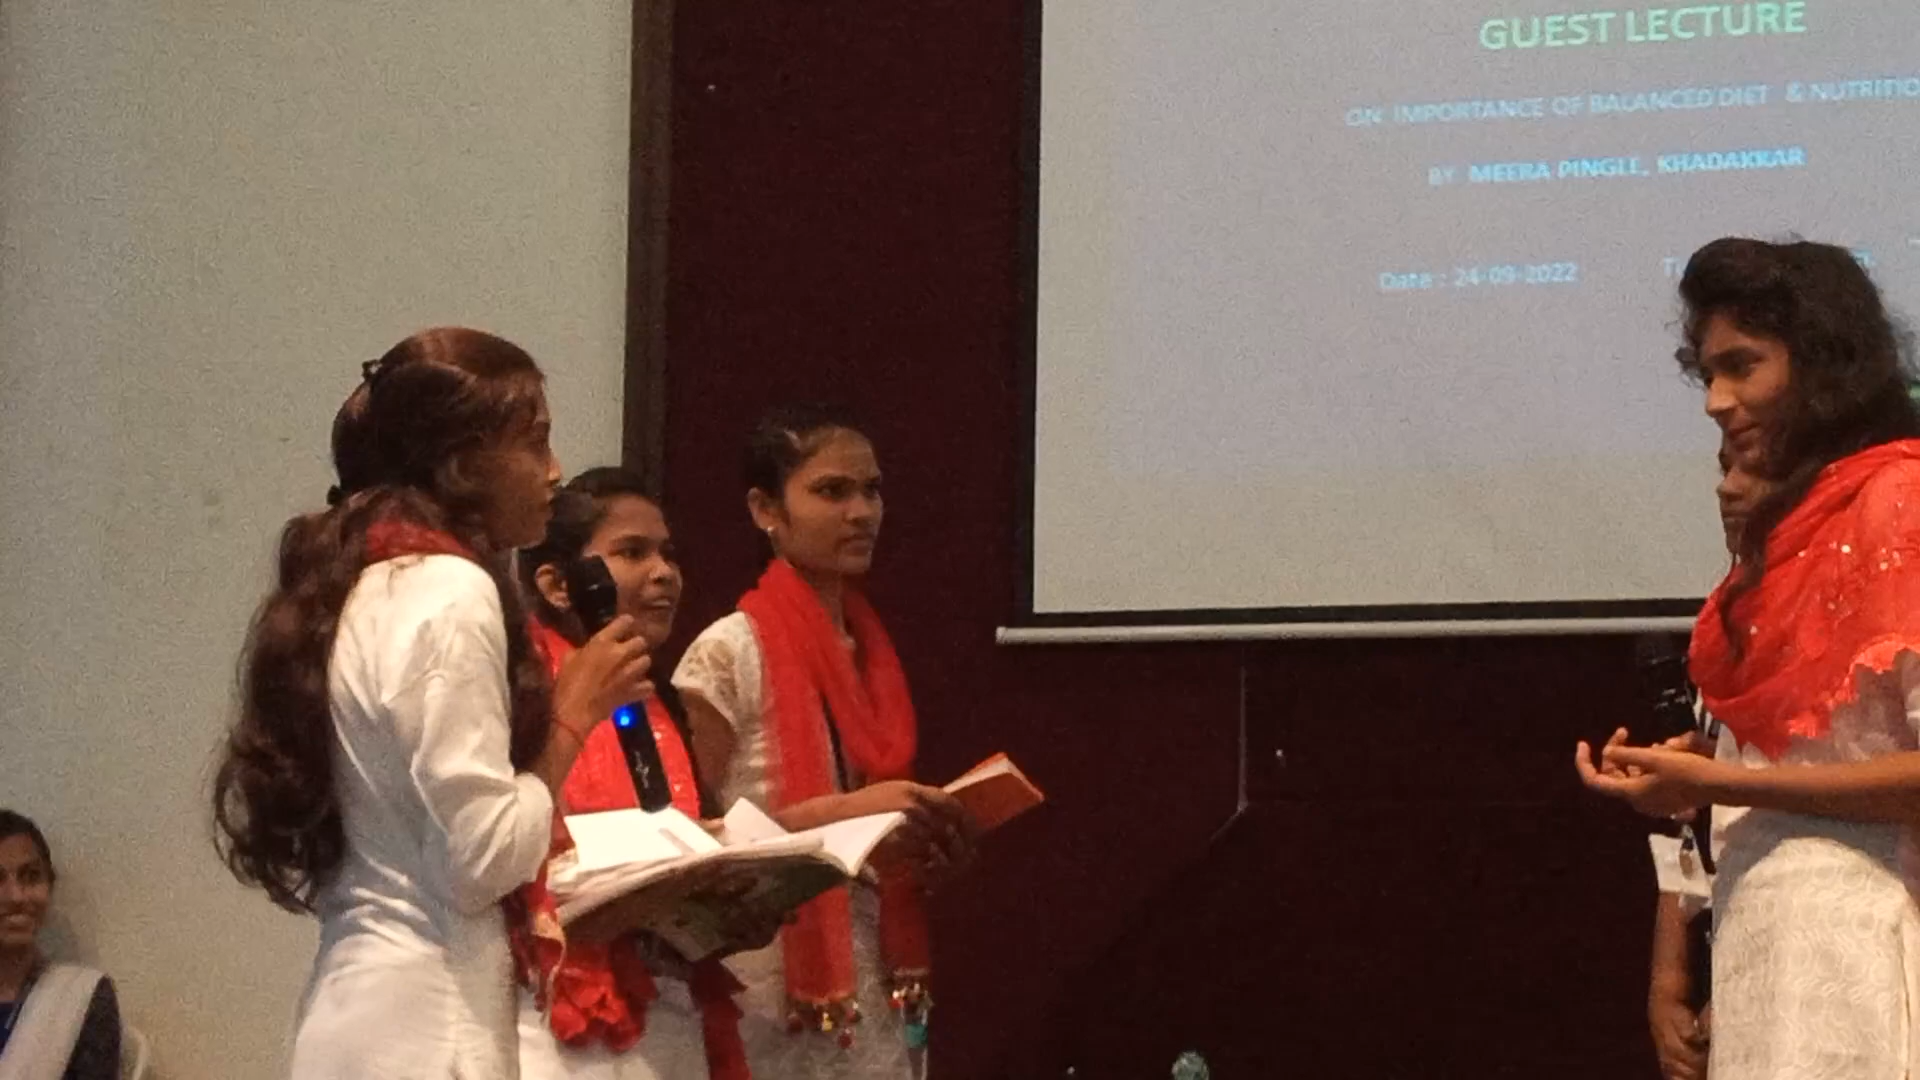 GUEST LECTURE
ON IMPORTANCE OF BALANCED DIET & NUTRITIO
BY MEERA PINGLE, KHADAKKAR
Date : 24-09-2022